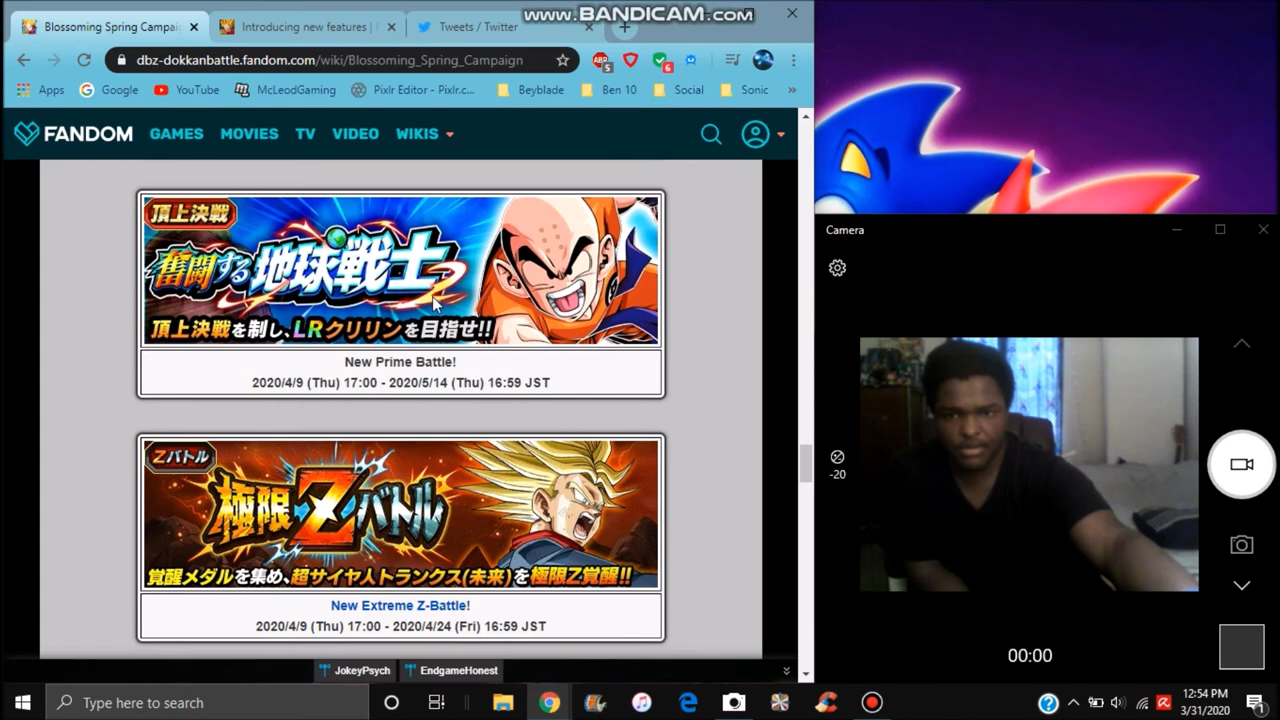 www.BANDICAM.com
Blossoming Spring Campai
Introducing new features |
Tweets / Twitter
dbz-dokkanbattle.fandom.com/wiki/Blossoming_Spring_Campaign
ABP
5
6
Apps
Google
YouTube
McLeodGaming
Pixlr Editor - Pixlr.c...
Beyblade
Ben 10
Social
Sonic
»
FANDOM
GAMES
MOVIES
TV
VIDEO
WIKIS
頂上決戦
奮闘する地球戦士
頂上決戦を制し、LRクリリンを目指せ!!
New Prime Battle!
2020/4/9 (Thu) 17:00 - 2020/5/14 (Thu) 16:59 JST
Zバトル
極限Zバトル
覚醒メダルを集め、超サイヤ人トランクス(未来)を極限Z覚醒!!
New Extreme Z-Battle!
2020/4/9 (Thu) 17:00 - 2020/4/24 (Fri) 16:59 JST
JokeyPsych
EndgameHonest
Camera
-20
00:00
Type here to search
12:54 PM
3/31/2020
1